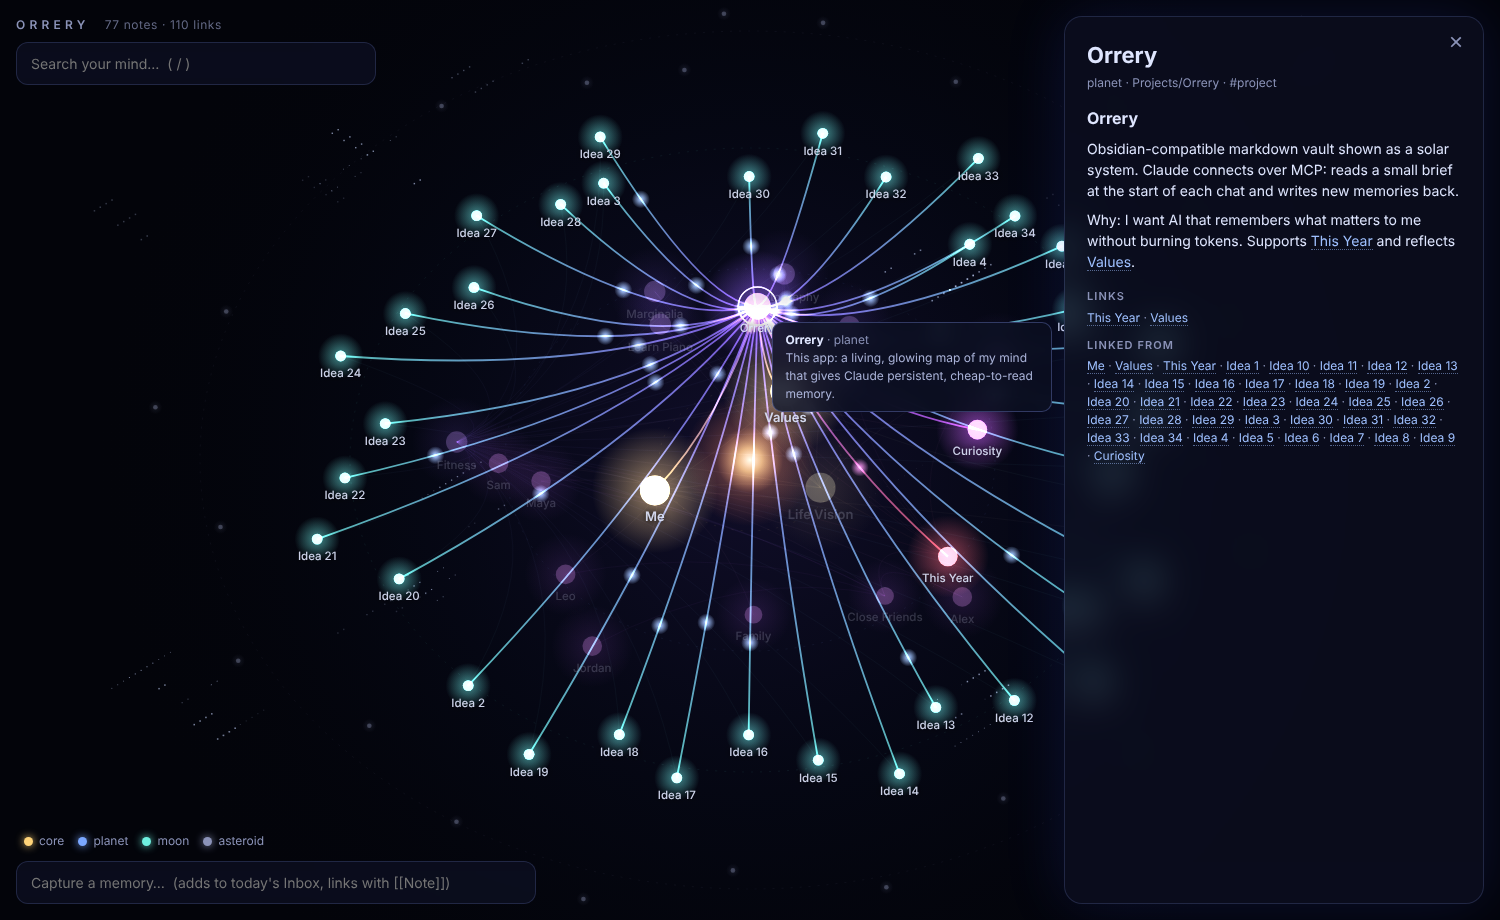 ORRERY 77 notes · 110 links
Search your mind... ( / )
Idea 29
Idea 31
Idea 30
Idea 32
Idea 33
Idea 3
Idea 28
Idea 27
Idea 34
Idea 4
Idea 26
Idea 25
Marginalia
Idea 24
Idea 23
Values
Fitness
Curiosity
Sam
Idea 22
Maya
Me
Life Vision
Idea 21
This Year
Idea 20
Leo
Close Friends
Alex
Family
Jordan
Idea 2
Idea 13
Idea 12
Idea 18
Idea 16
Idea 19
Idea 15
Idea 17
Idea 14
Orrery · planet
This app: a living, glowing map of my mind
that gives Claude persistent, cheap-to-read
memory.
core planet moon asteroid
Capture a memory... (adds to today's Inbox, links with [[Note]])
Orrery
planet · Projects/Orrery · #project
Orrery
Obsidian-compatible markdown vault shown as a solar
system. Claude connects over MCP: reads a small brief
at the start of each chat and writes new memories back.
Why: I want AI that remembers what matters to me
without burning tokens. Supports This Year and reflects
Values.
LINKS
This Year · Values
LINKED FROM
Me · Values · This Year · Idea 1 · Idea 10 · Idea 11 · Idea 12 · Idea 13
· Idea 14 · Idea 15 · Idea 16 · Idea 17 · Idea 18 · Idea 19 · Idea 2 ·
Idea 20 · Idea 21 · Idea 22 · Idea 23 · Idea 24 · Idea 25 · Idea 26 ·
Idea 27 · Idea 28 · Idea 29 · Idea 3 · Idea 30 · Idea 31 · Idea 32 ·
Idea 33 · Idea 34 · Idea 4 · Idea 5 · Idea 6 · Idea 7 · Idea 8 · Idea 9
· Curiosity